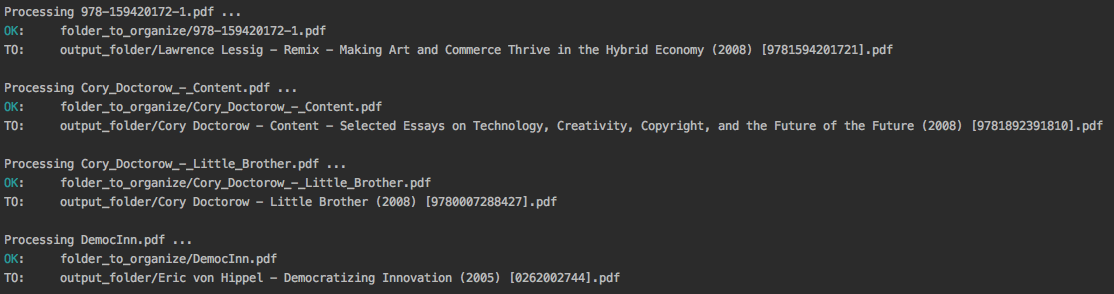 Processing 978-159420172-1.pdf ...
OK:     folder_to_organize/978-159420172-1.pdf
TO:     output_folder/Lawrence Lessig - Remix - Making Art and Commerce Thrive in the Hybrid Economy (2008) [9781594201721].pdf

Processing Cory_Doctorow_-_Content.pdf ...
OK:     folder_to_organize/Cory_Doctorow_-_Content.pdf
TO:     output_folder/Cory Doctorow - Content - Selected Essays on Technology, Creativity, Copyright, and the Future of the Future (2008) [9781892391810].pdf

Processing Cory_Doctorow_-_Little_Brother.pdf ...
OK:     folder_to_organize/Cory_Doctorow_-_Little_Brother.pdf
TO:     output_folder/Cory Doctorow - Little Brother (2008) [9780007288427].pdf

Processing DemocInn.pdf ...
OK:     folder_to_organize/DemocInn.pdf
TO:     output_folder/Eric von Hippel - Democratizing Innovation (2005) [0262002744].pdf